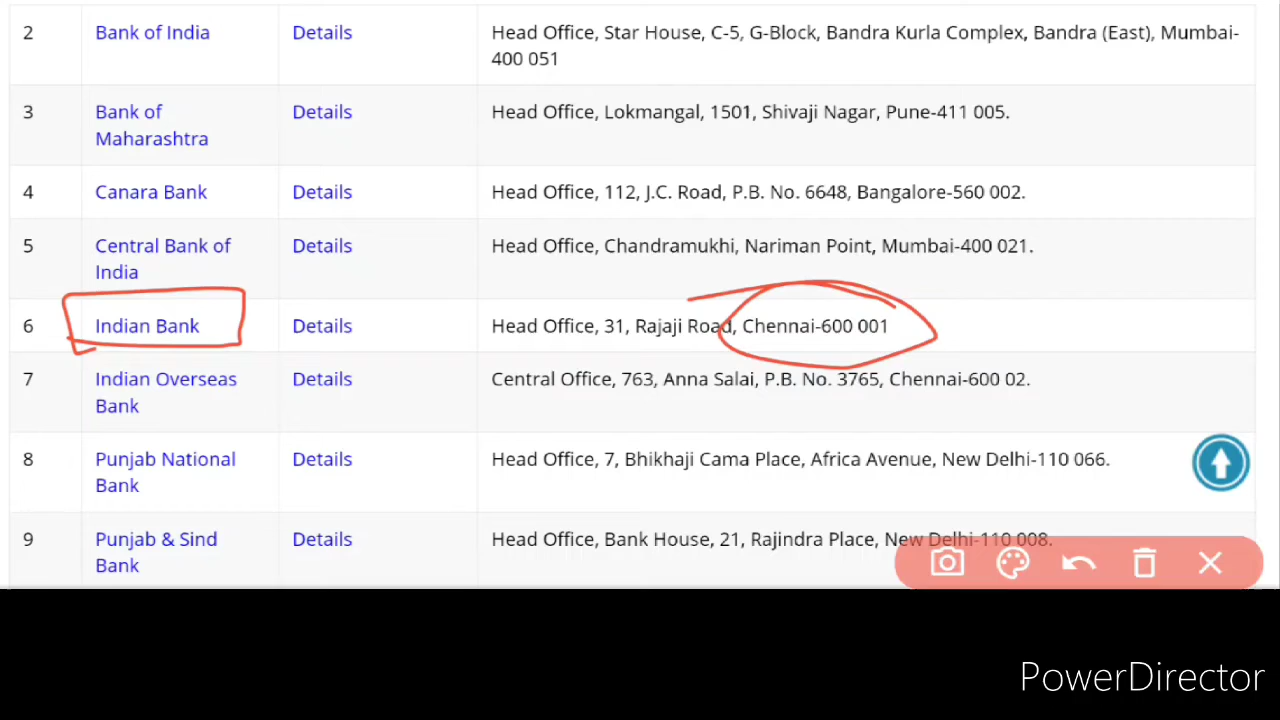 2 Bank of India Details Head Office, Star House, C-5, G-Block, Bandra Kurla Complex, Bandra (East), Mumbai-
400 051
3 Bank of Details Head Office, Lokmangal, 1501, Shivaji Nagar, Pune-411 005.
Maharashtra
4 Canara Bank Details Head Office, 112, J.C. Road, P.B. No. 6648, Bangalore-560 002.
5 Central Bank of Details Head Office, Chandramukhi, Nariman Point, Mumbai-400 021.
India
6 Indian Bank Details Head Office, 31, Rajaji Road, Chennai-600 001
7 Indian Overseas Details Central Office, 763, Anna Salai, P.B. No. 3765, Chennai-600 02.
Bank
8 Punjab National Details Head Office, 7, Bhikhaji Cama Place, Africa Avenue, New Delhi-110 066.
Bank
9 Punjab & Sind Details Head Office, Bank House, 21, Rajindra Place, New Delhi-110 008.
Bank
PowerDirector